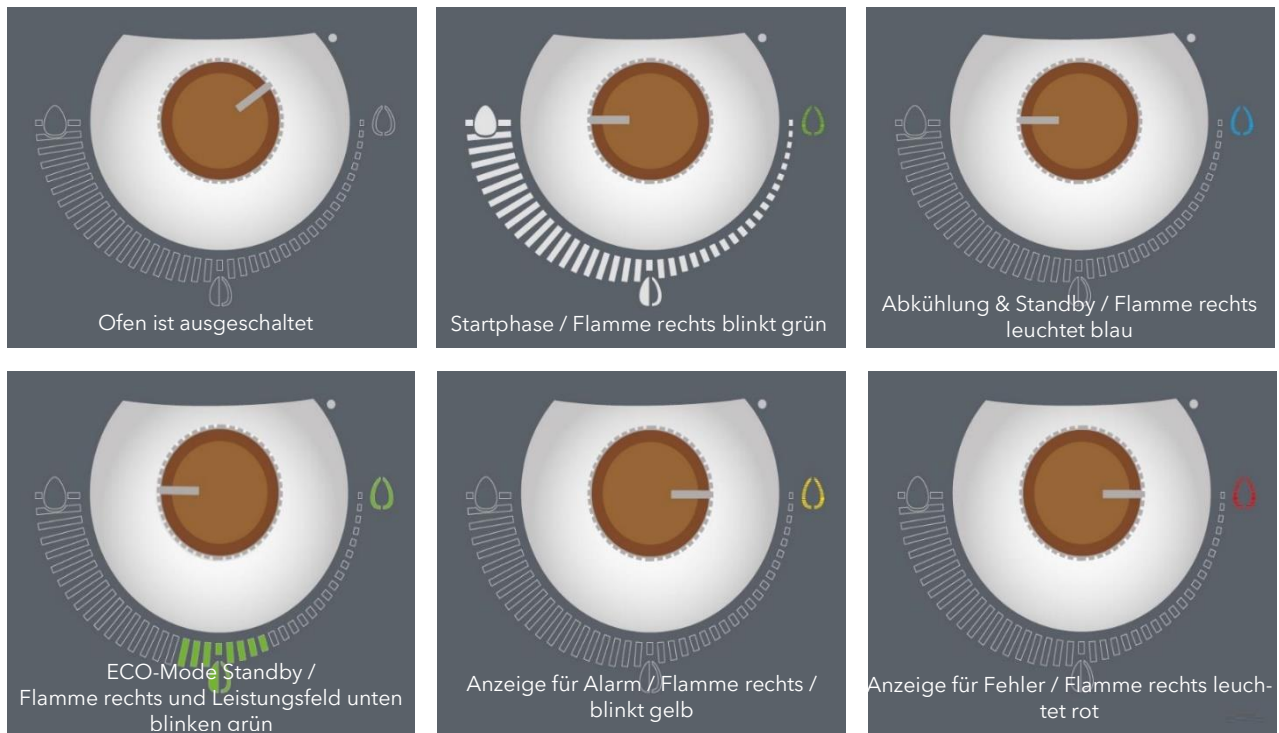 Ofen ist ausgeschaltet
Startphase / Flamme rechts blinkt grün
Abkühlung & Standby / Flamme rechts
leuchtet blau
ECO-Mode Standby /
Flamme rechts und Leistungsfeld unten
blinken grün
Anzeige für Alarm / Flamme rechts /
blinkt gelb
Anzeige für Fehler / Flamme rechts leuch-
tet rot